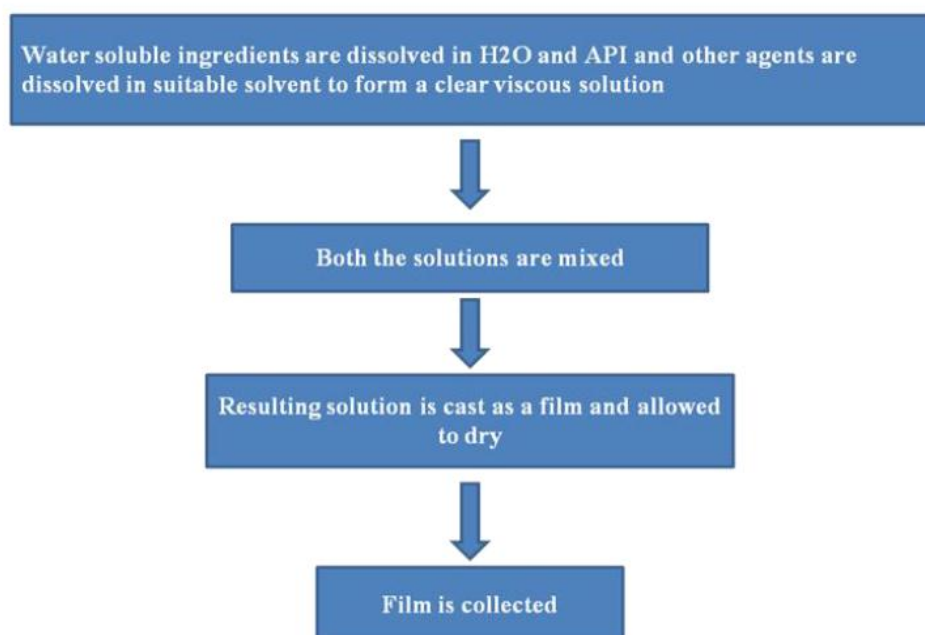 Water soluble ingredients are dissolved in H2O and API and other agents are
dissolved in suitable solvent to form a clear viscous solution
Both the solutions are mixed
Resulting solution is cast as a film and allowed
to dry
Film is collected